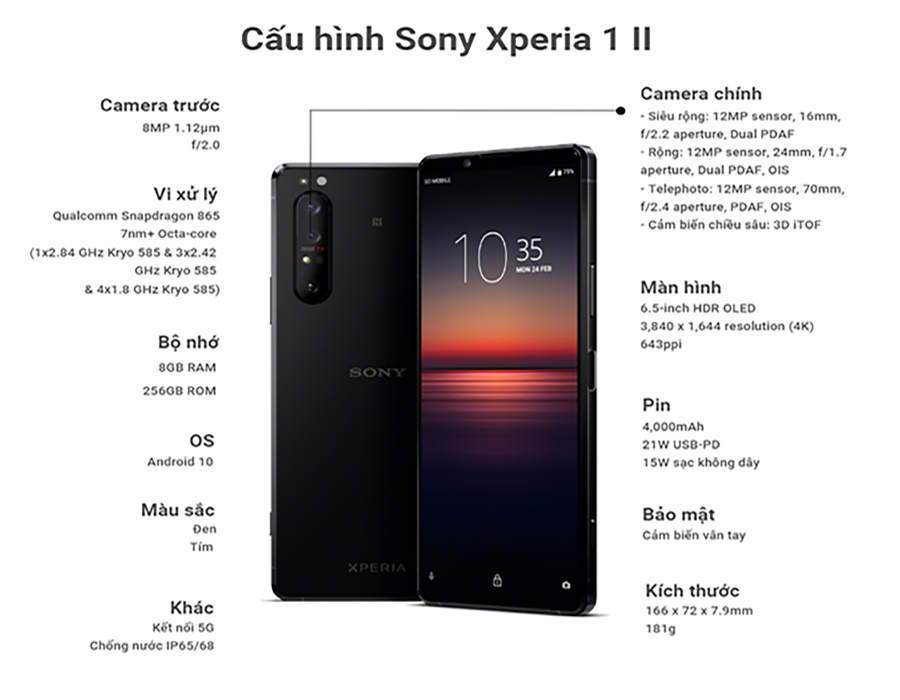 Cấu hình Sony Xperia 1 II
Camera trước
8MP 1.12µm
f/2.0
Vi xử lý
Qualcomm Snapdragon 865
7nm+ Octa-core
(1x2.84 GHz Kryo 585 & 3x2.42
GHz Kryo 585
& 4x1.8 GHz Kryo 585)
Bộ nhớ
8GB RAM
256GB ROM
OS
Android 10
Màu sắc
Đen
Tím
Khác
Kết nối 5G
Chống nước IP65/68
SONY
XPERIA
SO MOBILE
79%
10 35
MON 24 FEB
Camera chính
- Siêu rộng: 12MP sensor, 16mm,
f/2.2 aperture, Dual PDAF
- Rộng: 12MP sensor, 24mm, f/1.7
aperture, Dual PDAF, OIS
- Telephoto: 12MP sensor, 70mm,
f/2.4 aperture, PDAF, OIS
- Cảm biến chiều sâu: 3D iTOF
Màn hình
6.5-inch HDR OLED
3,840 x 1,644 resolution (4K)
643ppi
Pin
4,000mAh
21W USB-PD
15W sạc không dây
Bảo mật
Cảm biến vân tay
Kích thước
166 x 72 x 7.9mm
181g